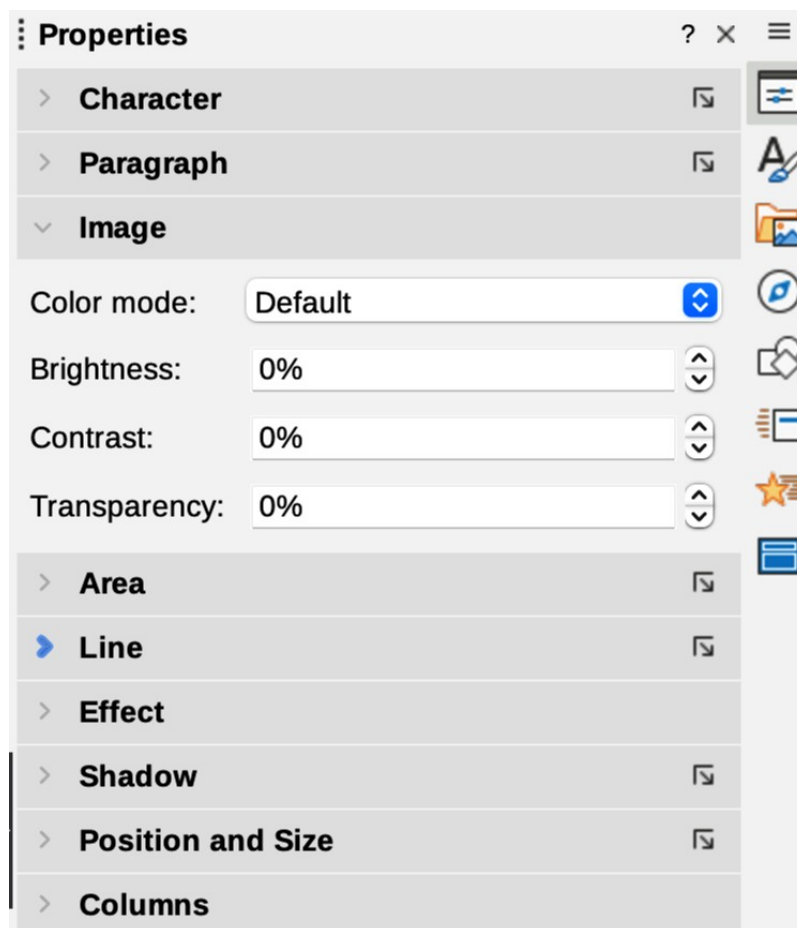 Properties ?
Character
Paragraph
Image
Color mode: Default
Brightness: 0%
Contrast: 0%
Transparency: 0%
Area
Line
Effect
Shadow
Position and Size
Columns